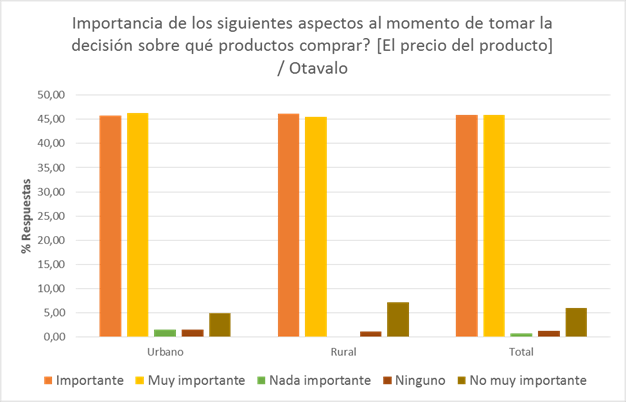 Importancia de los siguientes aspectos al momento de tomar la
decisión sobre qué productos comprar? [El precio del producto]
/ Otavalo
50,00
45,00
40,00
35,00
30,00
25,00
20,00
15,00
10,00
5,00
0,00
% Respuestas
Urbano Rural Total
Importante Muy importante Nada importante Ninguno No muy importante